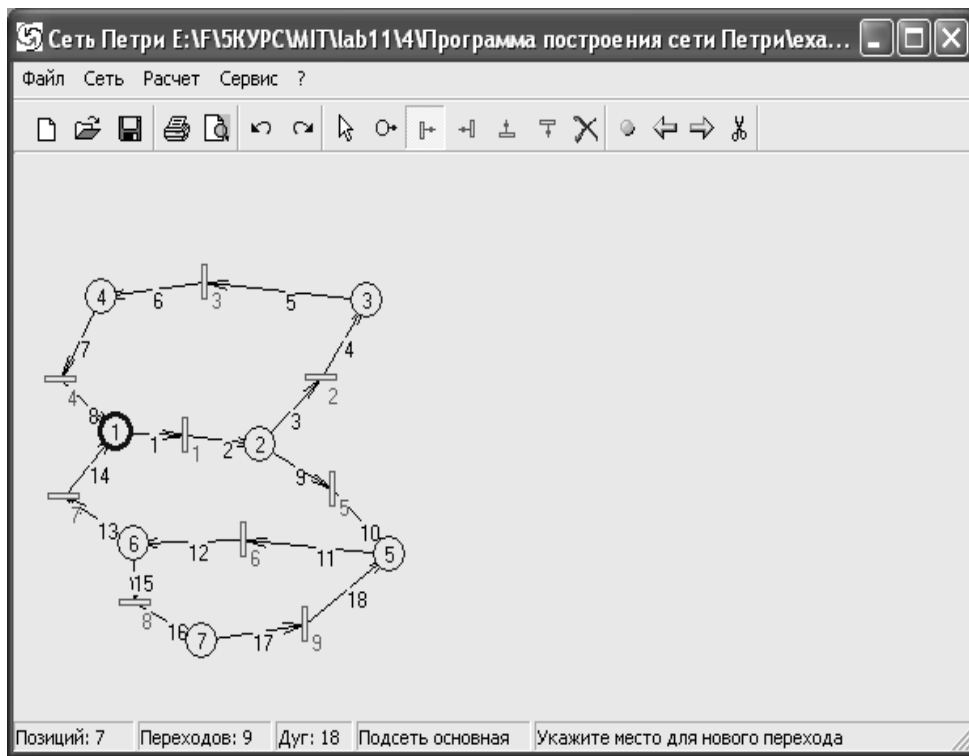 Сеть Петри E:\F\5КУРС\MIT\lab11\4\Программа построения сети Петри\exa...
Файл Сеть Расчет Сервис ?
4 6 3 5 3
7 4
4 2
8 3
1 1 1 2 2
14 9
7 5
13 10
6 12 6 11 5
15
8 16 7 17 9 18
Позиций: 7 Переходов: 9 Дуг: 18 Подсеть основная Укажите место для нового перехода